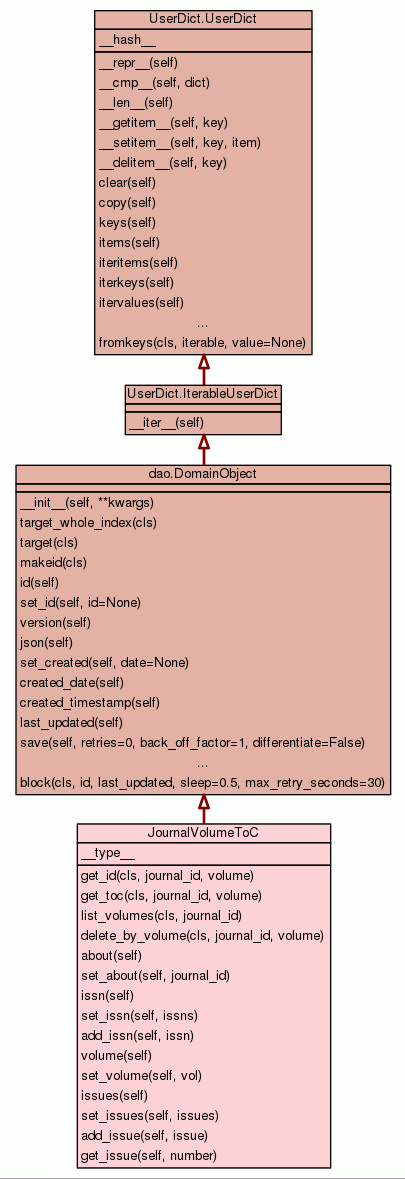 UserDict.UserDict
__hash__
__repr__(self)
__cmp__(self, dict)
__len__(self)
__getitem__(self, key)
__setitem__(self, key, item)
__delitem__(self, key)
clear(self)
copy(self)
keys(self)
items(self)
iteritems(self)
iterkeys(self)
itervalues(self)
...
fromkeys(cls, iterable, value=None)
UserDict.IterableUserDict
__iter__(self)
dao.DomainObject
__init__(self, **kwargs)
target_whole_index(cls)
target(cls)
makeid(cls)
id(self)
set_id(self, id=None)
version(self)
json(self)
set_created(self, date=None)
created_date(self)
created_timestamp(self)
last_updated(self)
save(self, retries=0, back_off_factor=1, differentiate=False)
...
block(cls, id, last_updated, sleep=0.5, max_retry_seconds=30)
JournalVolumeToC
__type__
get_id(cls, journal_id, volume)
get_toc(cls, journal_id, volume)
list_volumes(cls, journal_id)
delete_by_volume(cls, journal_id, volume)
about(self)
set_about(self, journal_id)
issn(self)
set_issn(self, issns)
add_issn(self, issn)
volume(self)
set_volume(self, vol)
issues(self)
set_issues(self, issues)
add_issue(self, issue)
get_issue(self, number)